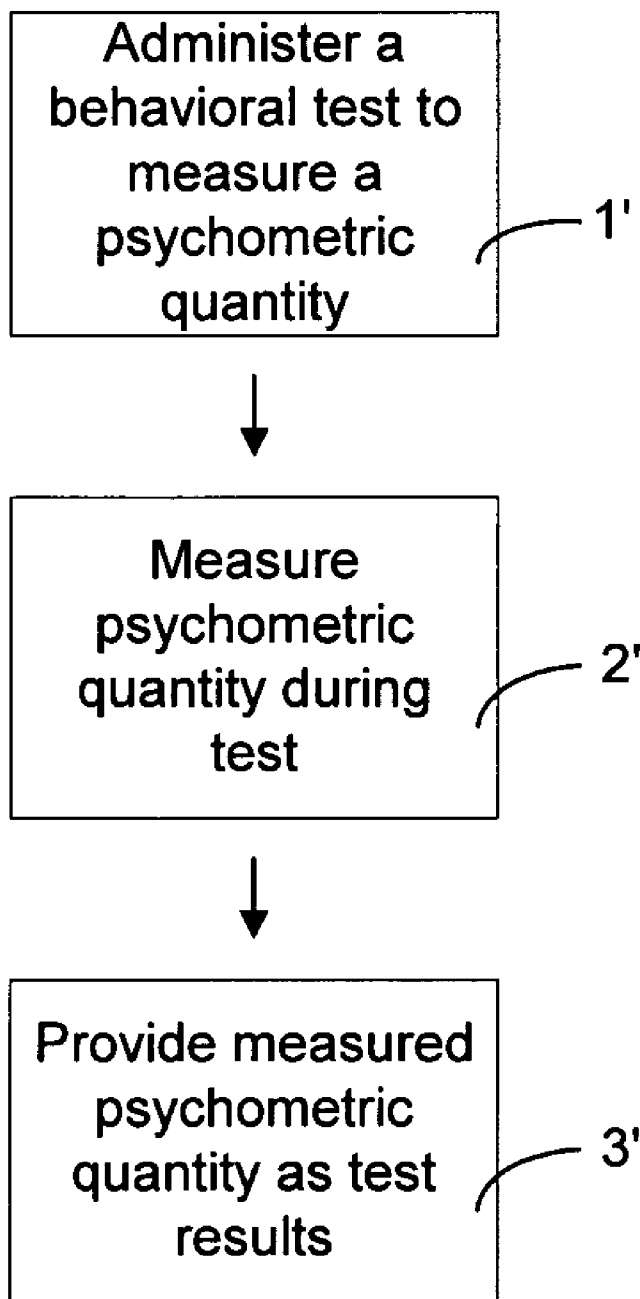 Administer a
behavioral test to
measure a
psychometric
quantity
1'
Measure
psychometric
quantity during
test
2'
Provide measured
psychometric
quantity as test
results
3'